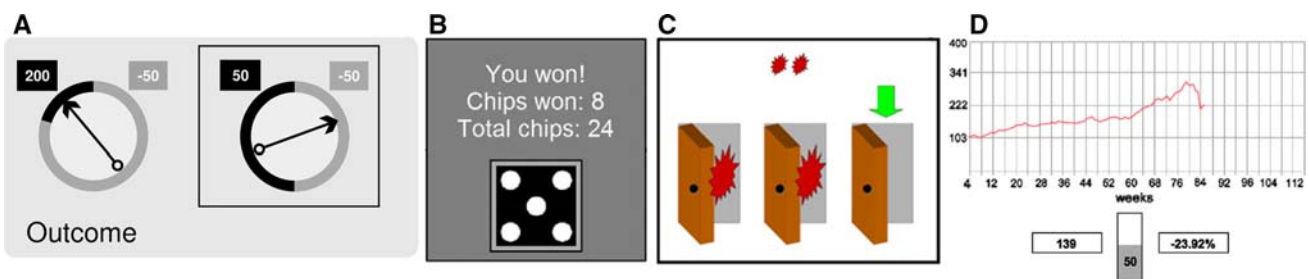 A
200
-50
50
-50
Outcome
B
You won!
Chips won: 8
Total chips: 24
C
D
400
341
222
103
4 12 20 28 36 44 52 60 68 76 84 92 96 104 112
weeks
139
50
-23.92%